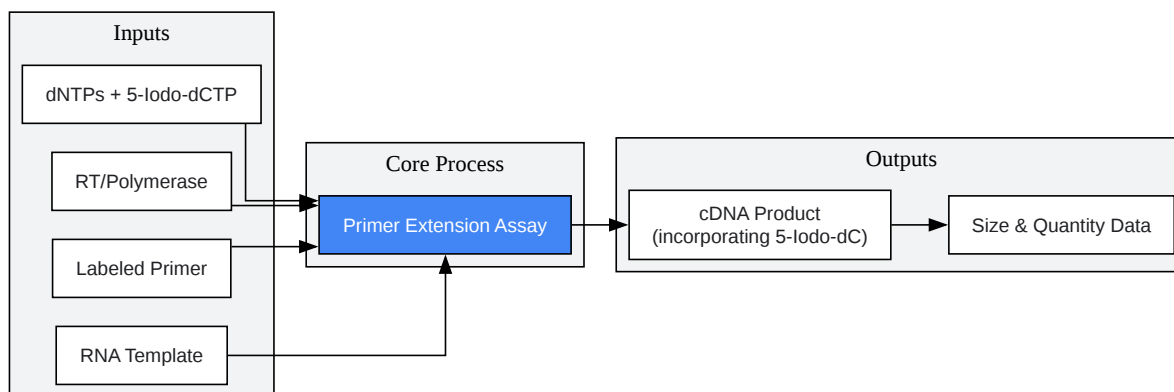 Inputs
dNTPs + 5-Iodo-dCTP
RT/Polymerase
Labeled Primer
RNA Template
Core Process
Primer Extension Assay
Outputs
cDNA Product
(incorporating 5-Iodo-dC)
Size & Quantity Data